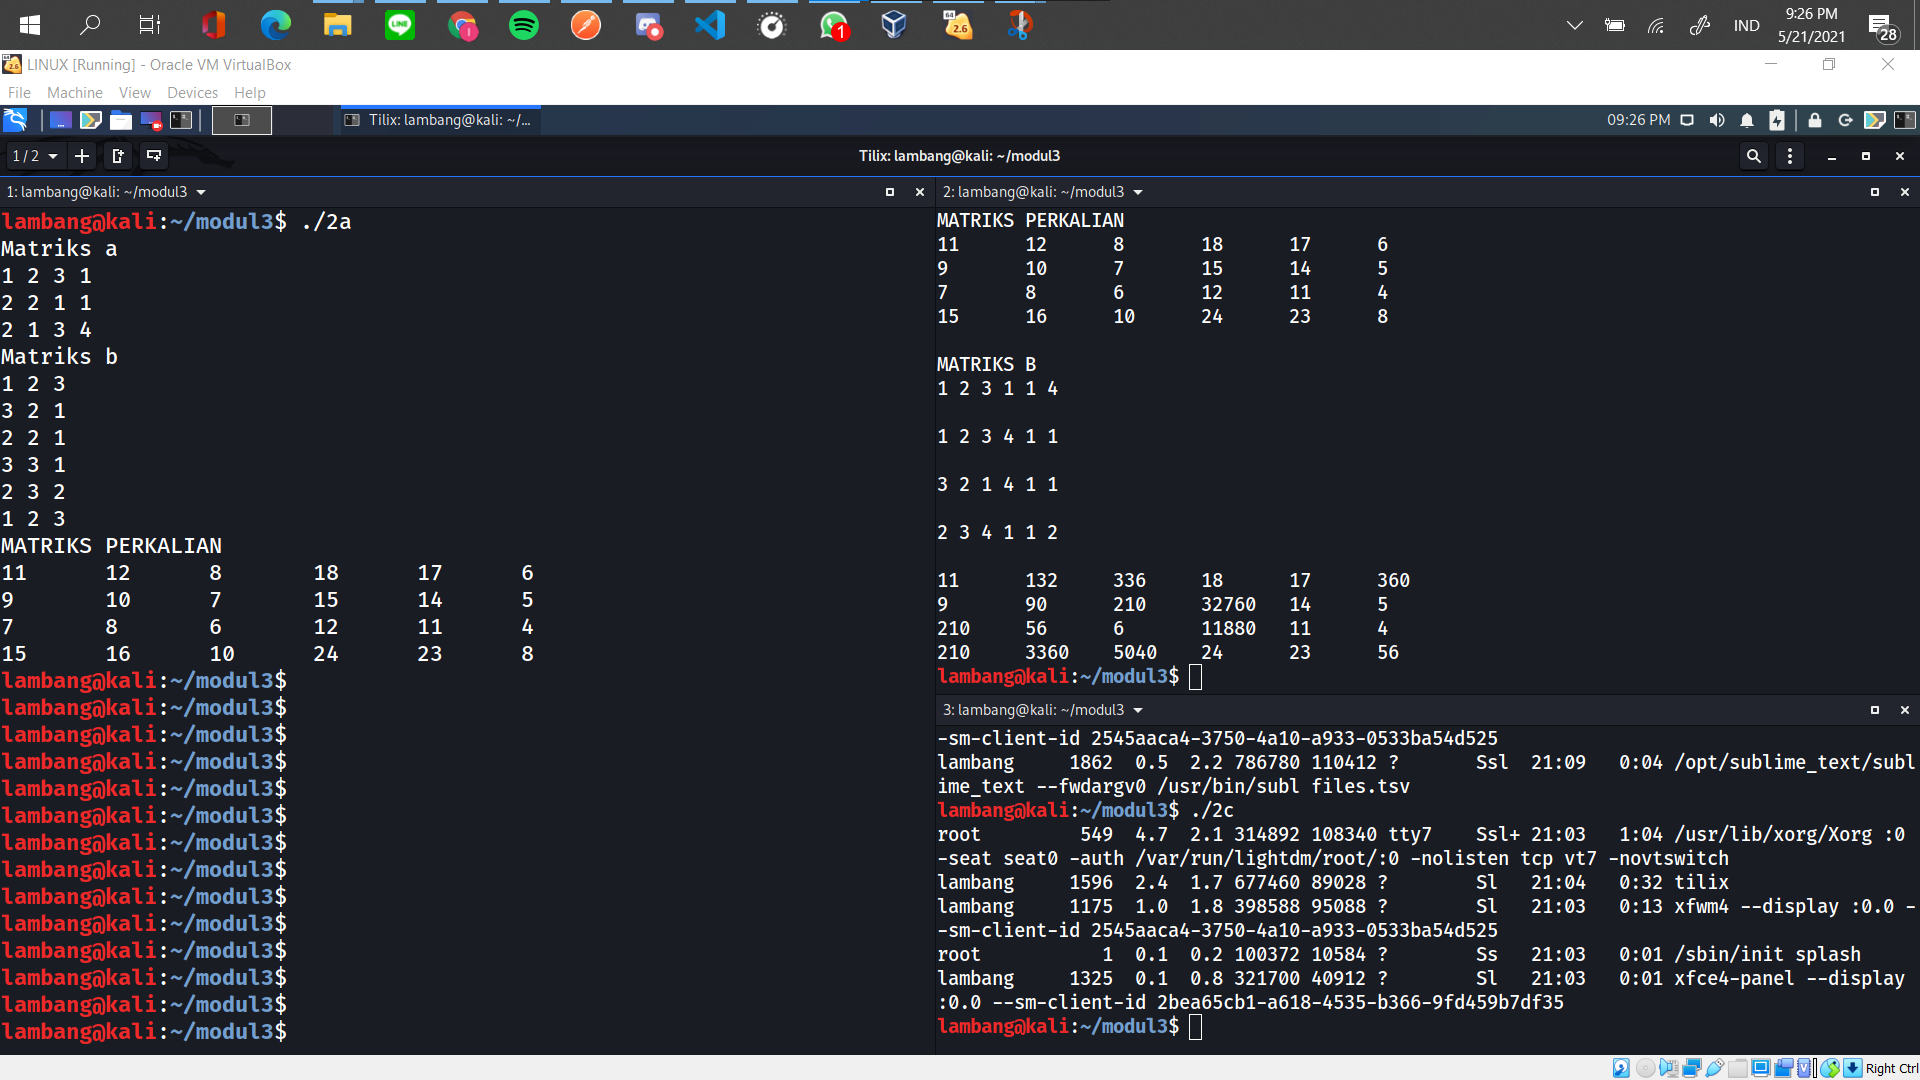 9:26 PM
IND
5/21/2021
28
1
2.6
LINUX [Running] - Oracle VM VirtualBox
File Machine View Devices Help
Tilix: lambang@kali: ~/...
09:26 PM
1 / 2
Tilix: lambang@kali: ~/modul3
1: lambang@kali: ~/modul3
lambang@kali:~/modul3$ ./2a
Matriks a
1 2 3 1
2 2 1 1
2 1 3 4
Matriks b
1 2 3
3 2 1
2 2 1
3 3 1
2 3 2
1 2 3
MATRIKS PERKALIAN
11 12 8 18 17 6
9 10 7 15 14 5
7 8 6 12 11 4
15 16 10 24 23 8
lambang@kali:~/modul3$
lambang@kali:~/modul3$
lambang@kali:~/modul3$
lambang@kali:~/modul3$
lambang@kali:~/modul3$
lambang@kali:~/modul3$
lambang@kali:~/modul3$
lambang@kali:~/modul3$
lambang@kali:~/modul3$
lambang@kali:~/modul3$
lambang@kali:~/modul3$
lambang@kali:~/modul3$
lambang@kali:~/modul3$
lambang@kali:~/modul3$
2: lambang@kali: ~/modul3
MATRIKS PERKALIAN
11 12 8 18 17 6
9 10 7 15 14 5
7 8 6 12 11 4
15 16 10 24 23 8
MATRIKS B
1 2 3 1 1 4
1 2 3 4 1 1
3 2 1 4 1 1
2 3 4 1 1 2
11 132 336 18 17 360
9 90 210 32760 14 5
210 56 6 11880 11 4
210 3360 5040 24 23 56
lambang@kali:~/modul3$
3: lambang@kali: ~/modul3
-sm-client-id 2545aaca4-3750-4a10-a933-0533ba54d525
lambang 1862 0.5 2.2 786780 110412 ? Ssl 21:09 0:04 /opt/sublime_text/subl
ime_text --fwdargv0 /usr/bin/subl files.tsv
lambang@kali:~/modul3$ ./2c
root 549 4.7 2.1 314892 108340 tty7 Ssl+ 21:03 1:04 /usr/lib/xorg/Xorg :0
-seat seat0 -auth /var/run/lightdm/root/:0 -nolisten tcp vt7 -novtswitch
lambang 1596 2.4 1.7 677460 89028 ? Sl 21:04 0:32 tilix
lambang 1175 1.0 1.8 398588 95088 ? Sl 21:03 0:13 xfwm4 --display :0.0 -
-sm-client-id 2545aaca4-3750-4a10-a933-0533ba54d525
root 1 0.1 0.2 100372 10584 ? Ss 21:03 0:01 /sbin/init splash
lambang 1325 0.1 0.8 321700 40912 ? Sl 21:03 0:01 xfce4-panel --display
:0.0 --sm-client-id 2bea65cb1-a618-4535-b366-9fd459b7df35
lambang@kali:~/modul3$
Right Ctrl